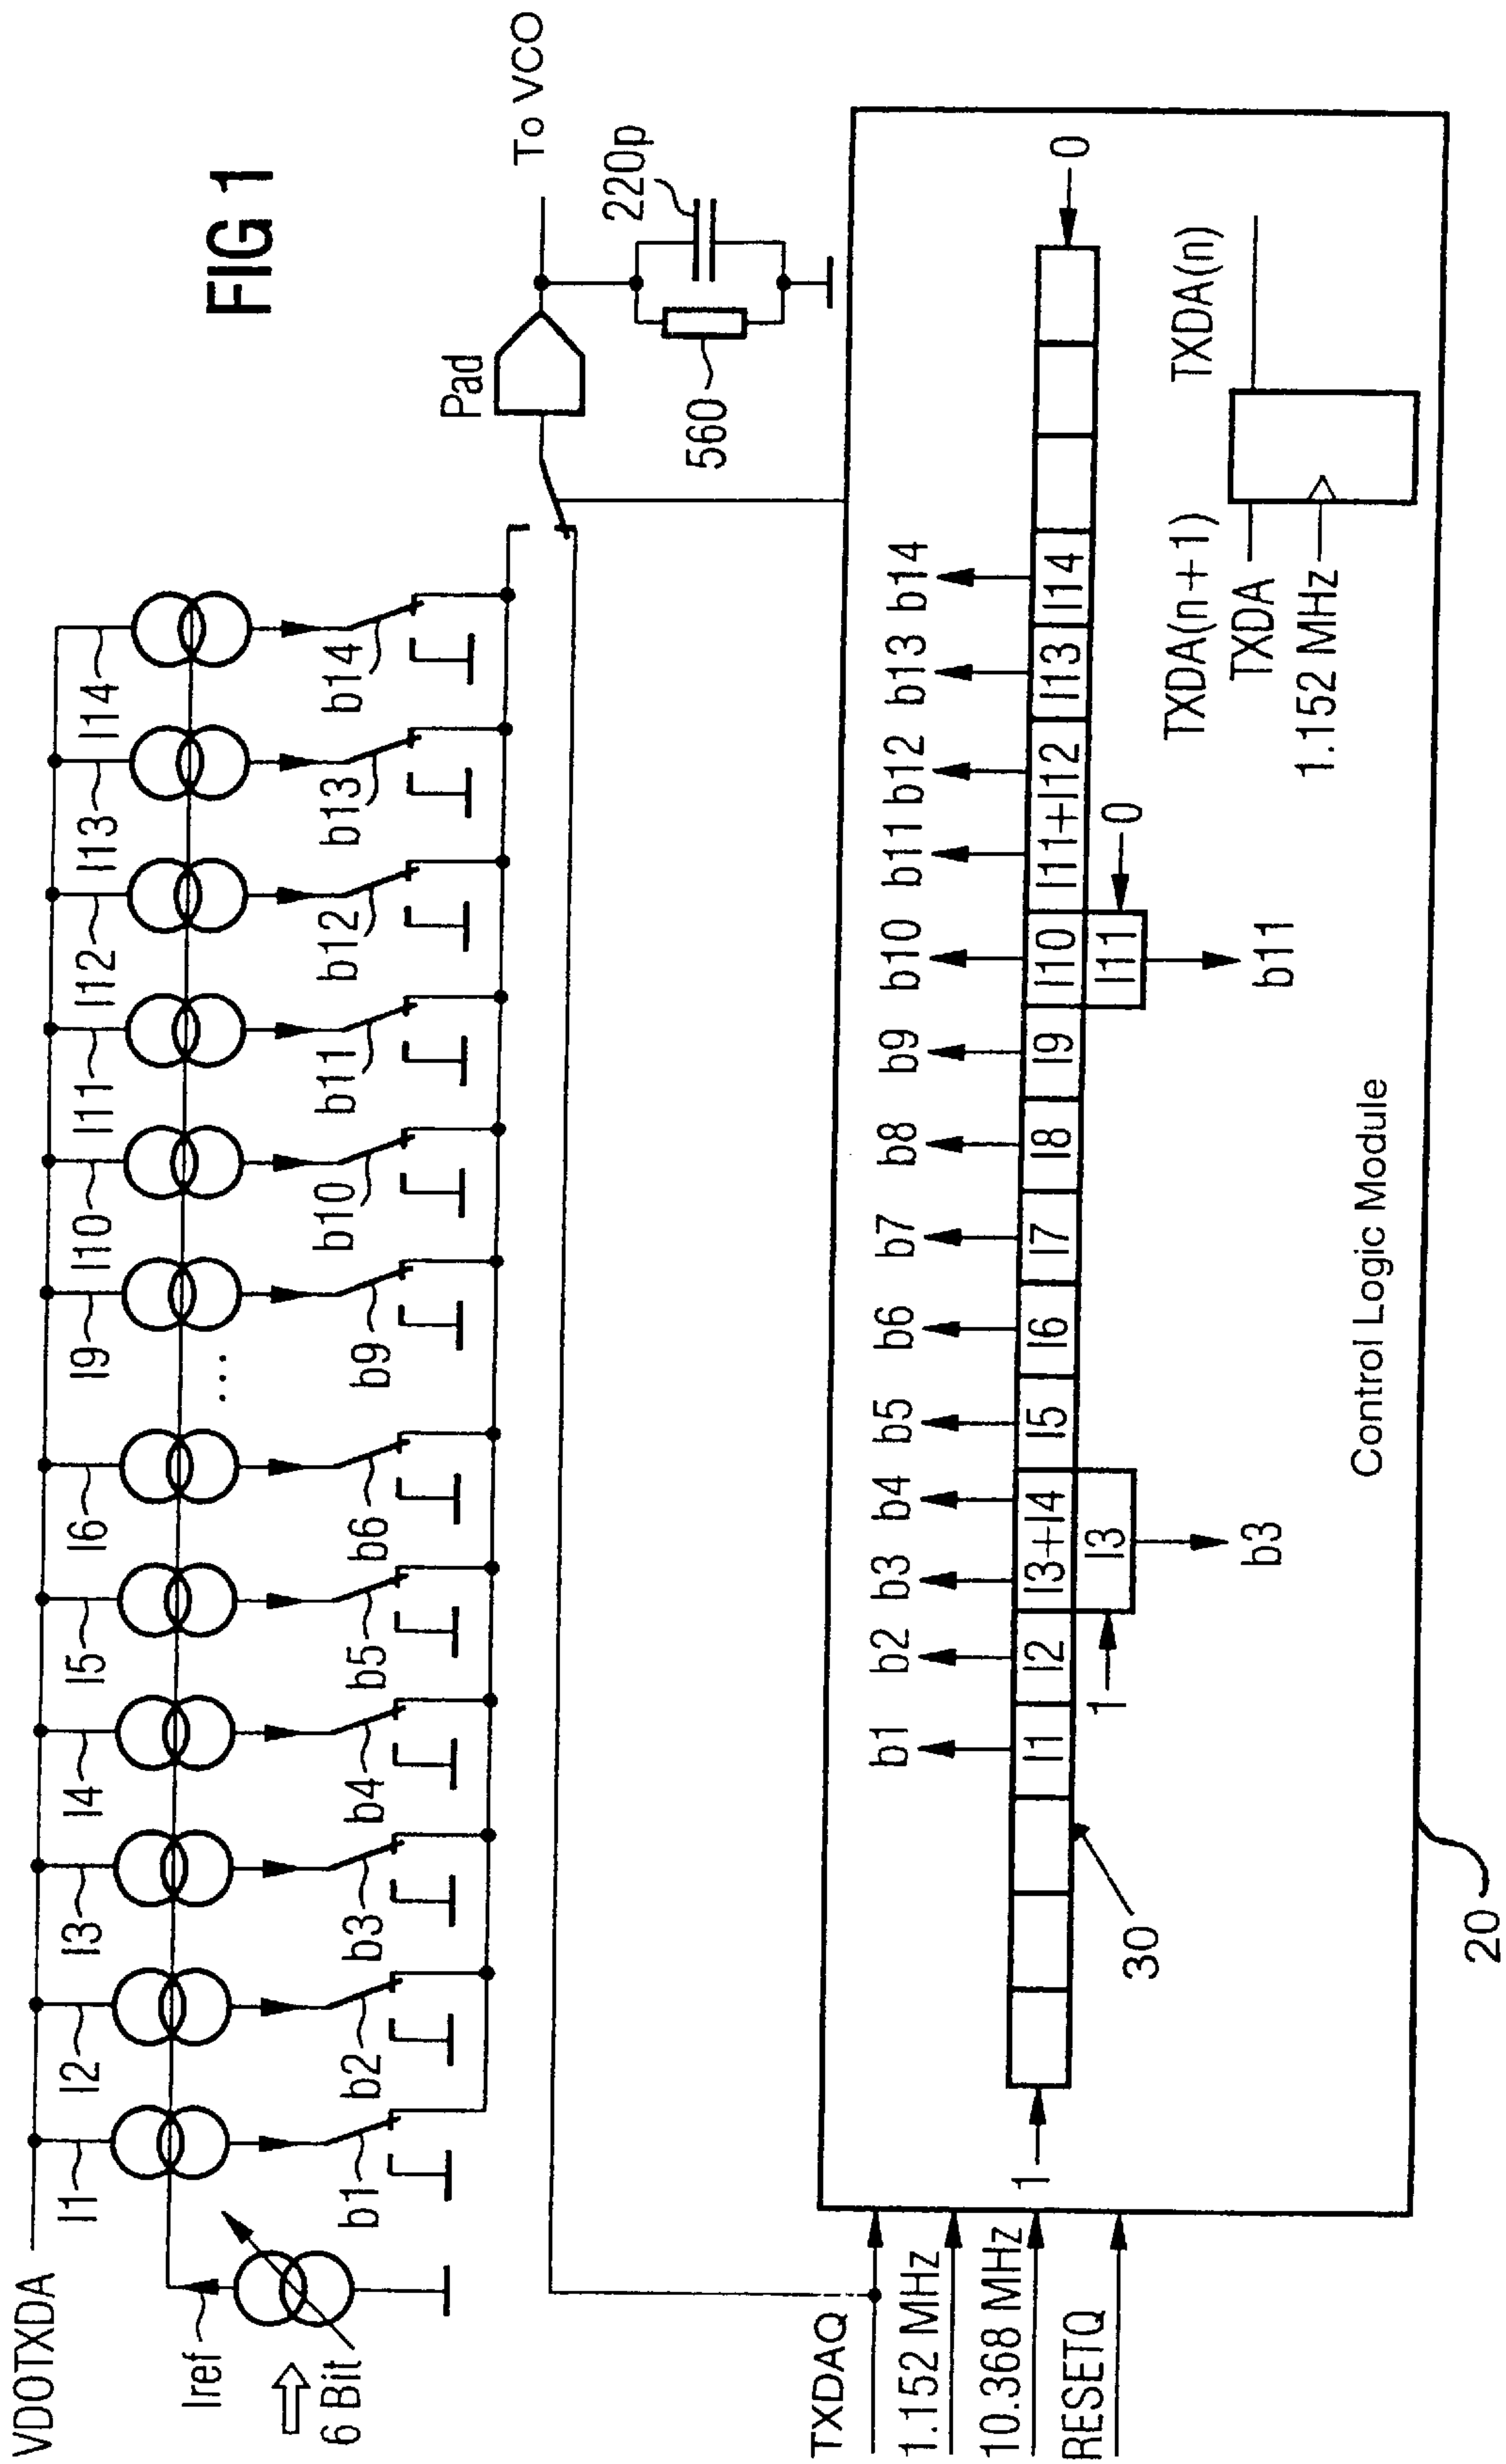 FIG 1
VDOTXDA
I1 I2 I3 I4 I5 I6 I9 I10 I11 I12 I13 I14
Iref
...
6 Bit
b1 b2 b3 b4 b5 b6 b9 b10 b11 b12 b13 b14
Pad
To VCO
560
220p
TXDAQ
1.152 MHz
10.368 MHz
RESETQ
b1 b2 b3 b4 b5 b6 b7 b8 b9 b10 b11 b12 b13 b14
1 I1 I2 I3+I4 I5 I6 I7 I8 I9 I10 I11+I12 I13 I14 0
1 I3 I11 0
30
b3 b11
TXDA(n+1)
TXDA
TXDA(n)
1.152 MHz
Control Logic Module
20